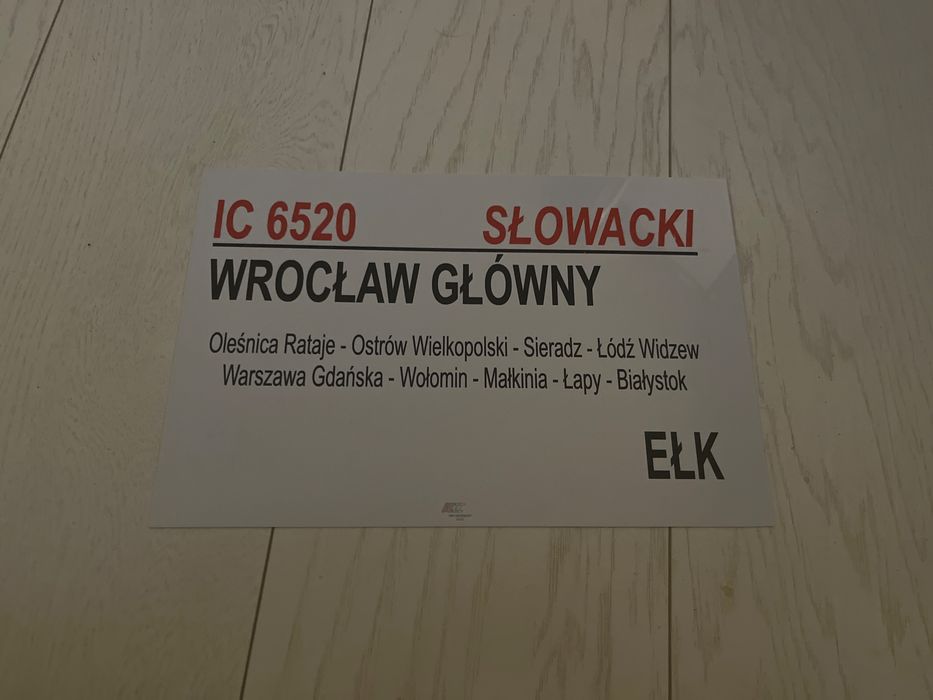 IC 6520 SŁOWACKI
WROCŁAW GŁÓWNY
Oleśnica Rataje - Ostrów Wielkopolski - Sieradz - Łódź Widzew
Warszawa Gdańska - Wołomin - Małkinia - Łapy - Białystok
EŁK